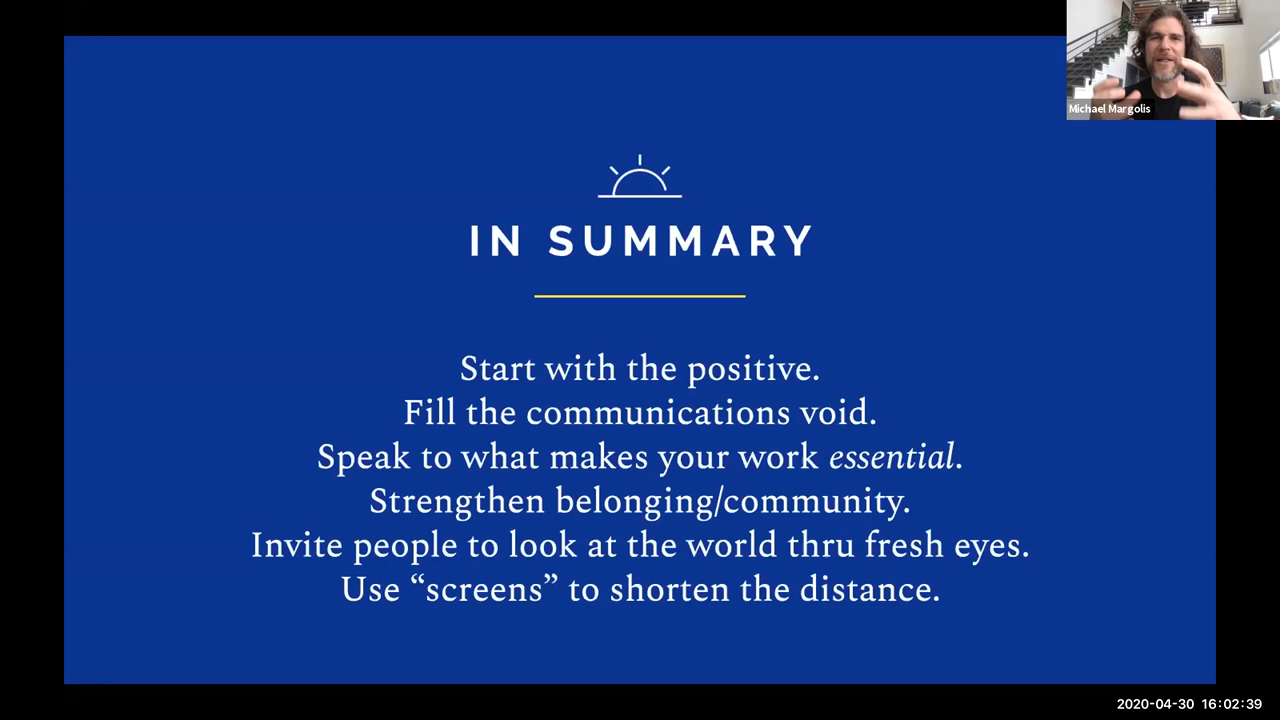 Michael Margolis
IN SUMMARY
Start with the positive.
Fill the communications void.
Speak to what makes your work essential.
Strengthen belonging/community.
Invite people to look at the world thru fresh eyes.
Use “screens” to shorten the distance.
2020-04-30 16:02:39